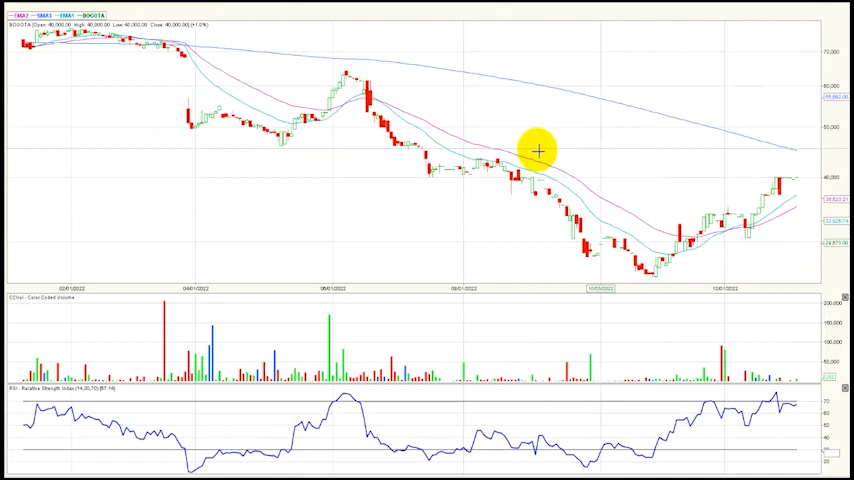 EMA2 SMA3 EMA1 BOGOTA
BOGOTA [Open: 40,000.00 High: 40,000.00 Low: 40,000.00 Close: 40,000.00] (+1.0%)
70,000
60,000
50,000
40,000
02/01/2022 04/01/2022 06/01/2022 08/01/2022 10/03/2022 12/01/2022
CCVol - Color Coded Volume
200,000
150,000
100,000
50,000
RSI - Relative Strength Index (14,30,70) [67.14]
70
60
50
40
30
20